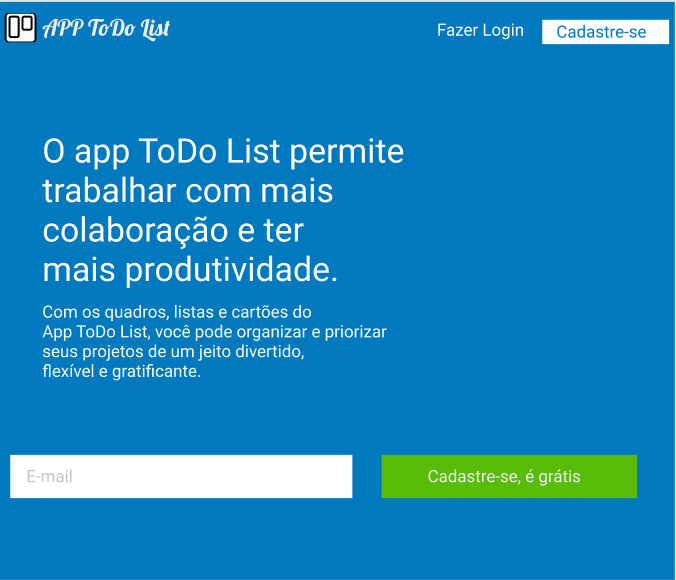 APP ToDo List
Fazer Login
Cadastre-se
O app ToDo List permite
trabalhar com mais
colaboração e ter
mais produtividade.
Com os quadros, listas e cartões do
App ToDo List, você pode organizar e priorizar
seus projetos de um jeito divertido,
flexível e gratificante.
E-mail
Cadastre-se, é grátis